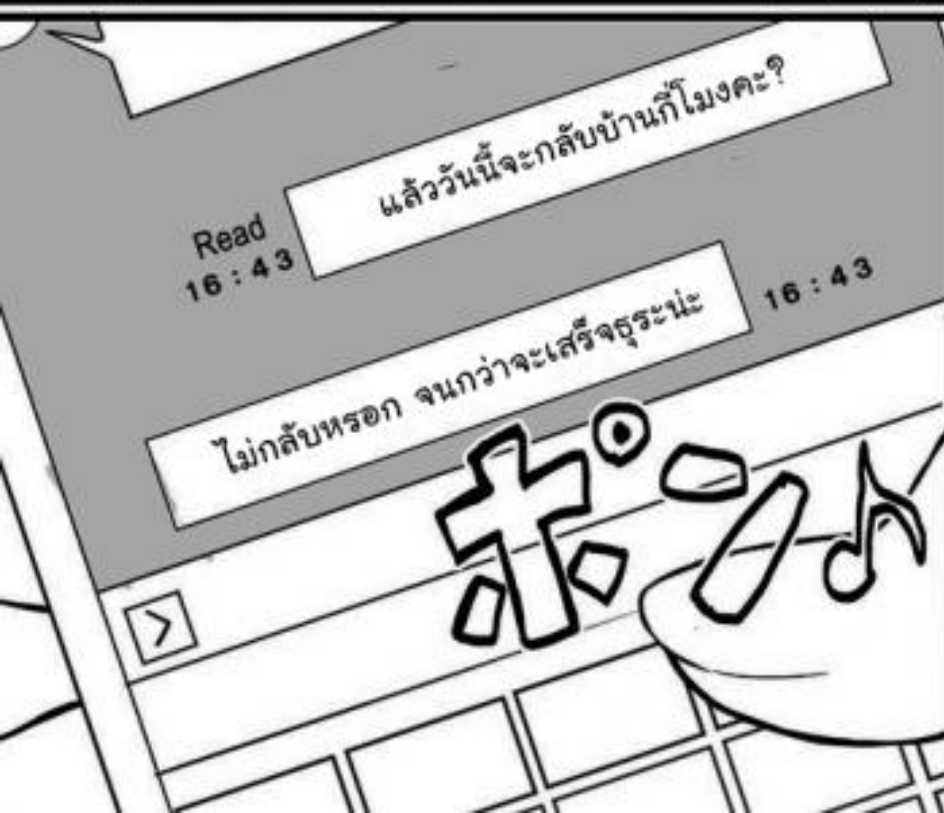 แล้ววันนี้จะกลับบ้านกี่โมงคะ?
Read
16:43
16:43
ไม่กลับหรอก จนกว่าจะเสร็จธุระน่ะ
ポン♪